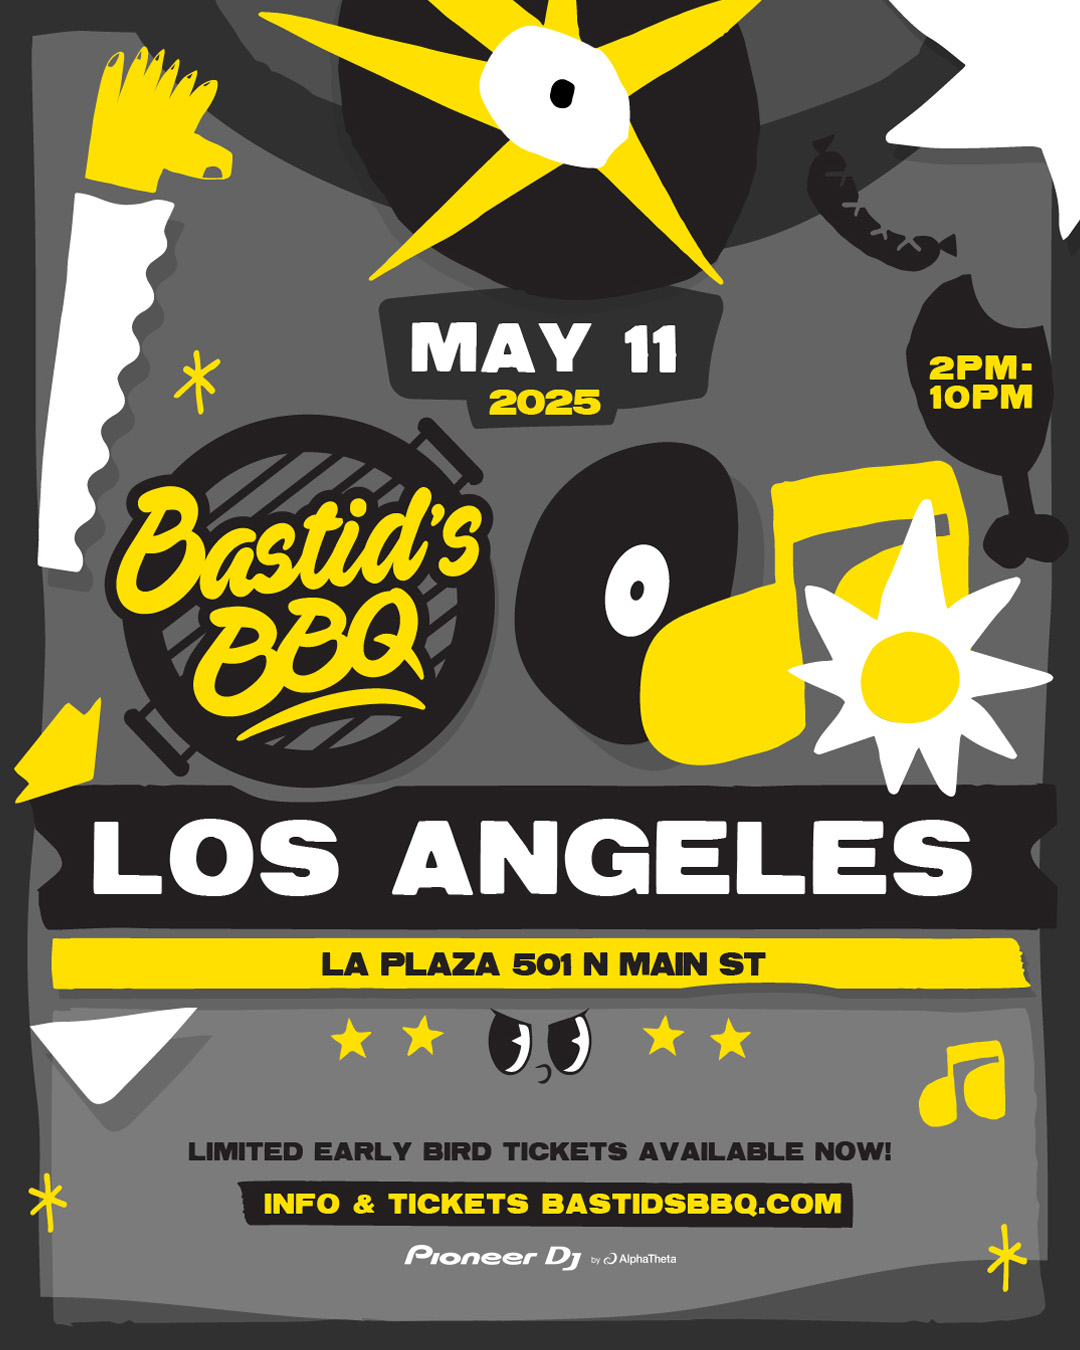 MAY 11
2025
2PM-
10PM
Bastid's
BBQ
LOS ANGELES
LA PLAZA 501 N MAIN ST
LIMITED EARLY BIRD TICKETS AVAILABLE NOW!
INFO & TICKETS BASTIDSBBQ.COM
Pioneer Dj by AlphaTheta